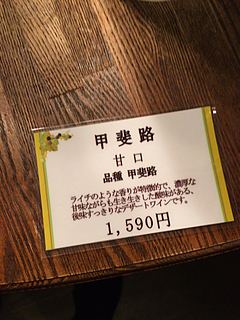 甲斐路
甘口
品種 甲斐路
ライチのような香りが特徴的で、濃厚な
甘味ながらも生き生きした酸味がある、
後味すっきりなデザートワインです。
1,590円